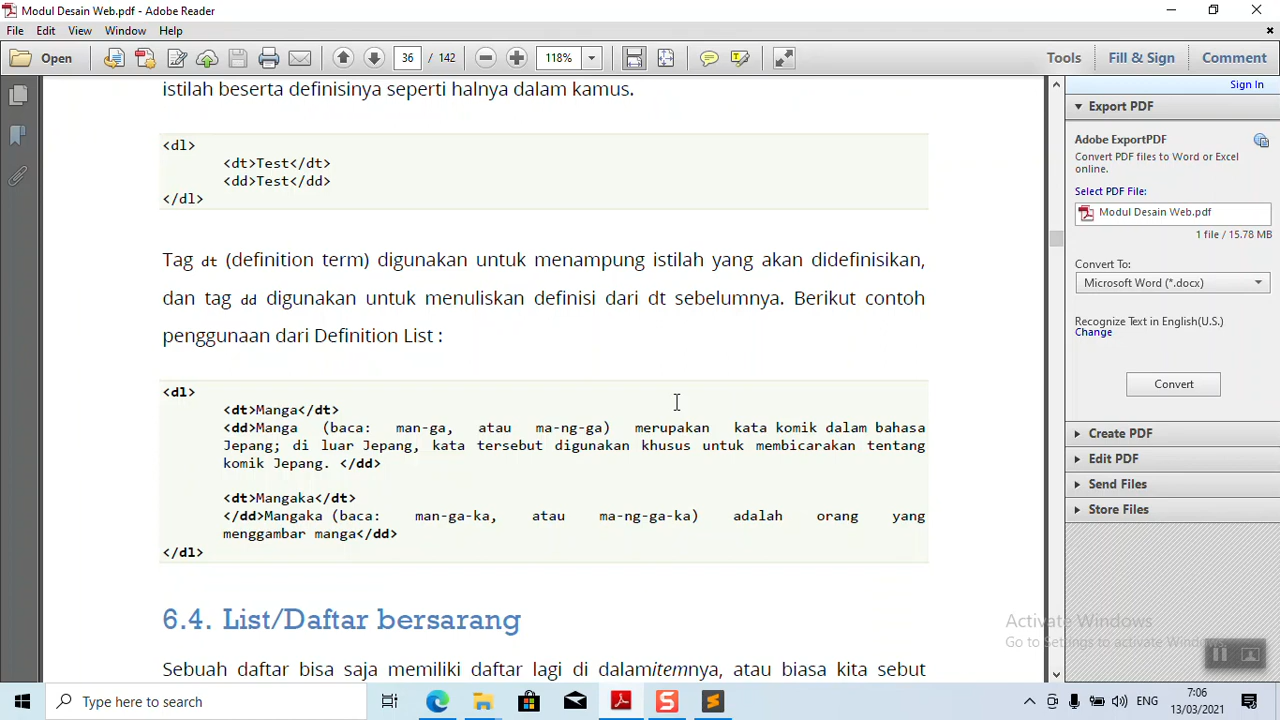 Modul Desain Web.pdf - Adobe Reader
File Edit View Window Help
Open 36 / 142 118% Tools Fill & Sign Comment
Sign In
istilah beserta definisinya seperti halnya dalam kamus.
<dl>
<dt>Test</dt>
<dd>Test</dd>
</dl>
Tag dt (definition term) digunakan untuk menampung istilah yang akan didefinisikan,
dan tag dd digunakan untuk menuliskan definisi dari dt sebelumnya. Berikut contoh
penggunaan dari Definition List :
<dl>
<dt>Manga</dt>
<dd>Manga (baca: man-ga, atau ma-ng-ga) merupakan kata komik dalam bahasa
Jepang; di luar Jepang, kata tersebut digunakan khusus untuk membicarakan tentang
komik Jepang. </dd>
<dt>Mangaka</dt>
</dd>Mangaka (baca: man-ga-ka, atau ma-ng-ga-ka) adalah orang yang
menggambar manga</dd>
</dl>
6.4. List/Daftar bersarang
Sebuah daftar bisa saja memiliki daftar lagi di dalamitemnya, atau biasa kita sebut
Export PDF
Adobe ExportPDF
Convert PDF files to Word or Excel
online.
Select PDF File:
Modul Desain Web.pdf
1 file / 15.78 MB
Convert To:
Microsoft Word (*.docx)
Recognize Text in English(U.S.)
Change
Convert
Create PDF
Edit PDF
Send Files
Store Files
Activate Windows
Go to Settings to activate Windows.
Type here to search
ENG
7:06
13/03/2021